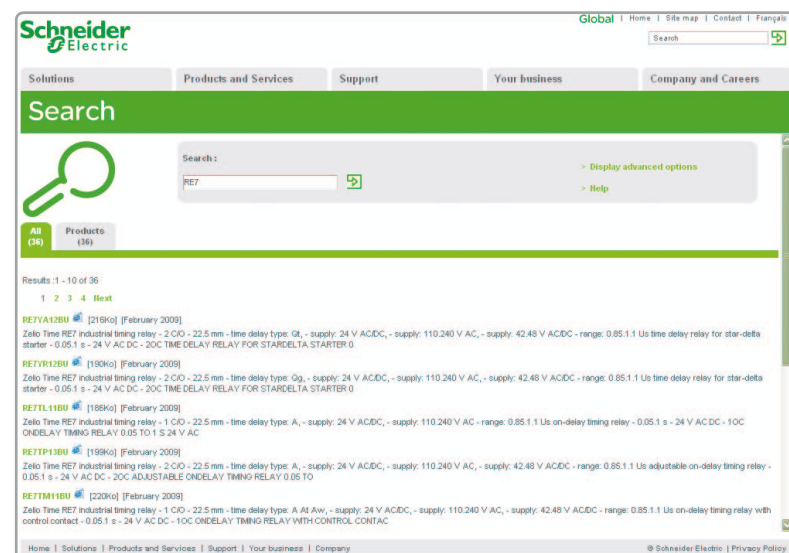 Schneider Electric
Global | Home | Site map | Contact | Français
Search
Solutions
Products and Services
Support
Your business
Company and Careers
Search
Search :
RE7
> Display advanced options
> Help
All (36)
Products (36)
Results :1 - 10 of 36
1 2 3 4 Next
RE7YA12BU [216Ko] [February 2009]
Zelio Time RE7 industrial timing relay - 2 C/O - 22.5 mm - time delay type: Qt, - supply: 24 V AC/DC, - supply: 110.240 V AC, - supply: 42.48 V AC/DC - range: 0.85.1.1 Us time delay relay for star-delta
starter - 0.05.1 s - 24 V AC DC - 2OC TIME DELAY RELAY FOR STARDELTA STARTER 0
RE7YR12BU [190Ko] [February 2009]
Zelio Time RE7 industrial timing relay - 2 C/O - 22.5 mm - time delay type: Qg, - supply: 24 V AC/DC, - supply: 110.240 V AC, - supply: 42.48 V AC/DC - range: 0.85.1.1 Us time delay relay for star-delta
starter - 0.05.1 s - 24 V AC DC - 2OC TIME DELAY RELAY FOR STARDELTA STARTER 0
RE7TL11BU [186Ko] [February 2009]
Zelio Time RE7 industrial timing relay - 1 C/O - 22.5 mm - time delay type: A, - supply: 24 V AC/DC, - supply: 110.240 V AC - range: 0.85.1.1 Us on-delay timing relay - 0.05.1 s - 24 V AC DC - 1OC
ONDELAY TIMING RELAY 0.05 TO 1 S 24 V AC
RE7TP13BU [199Ko] [February 2009]
Zelio Time RE7 industrial timing relay - 2 C/O - 22.5 mm - time delay type: A, - supply: 24 V AC/DC, - supply: 110.240 V AC, - supply: 42.48 V AC/DC - range: 0.85.1.1 Us adjustable on-delay timing relay -
0.05.1 s - 24 V AC DC - 2OC ADJUSTABLE ONDELAY TIMING RELAY 0.05 TO
RE7TM11BU [220Ko] [February 2009]
Zelio Time RE7 industrial timing relay - 1 C/O - 22.5 mm - time delay type: A At Aw, - supply: 24 V AC/DC, - supply: 110.240 V AC, - supply: 42.48 V AC/DC - range: 0.85.1.1 Us on-delay timing relay with
control contact - 0.05.1 s - 24 V AC DC - 1OC ONDELAY TIMING RELAY WITH CONTROL CONTAC
Home | Solutions | Products and Services | Support | Your business | Company
© Schneider Electric | Privacy Policy